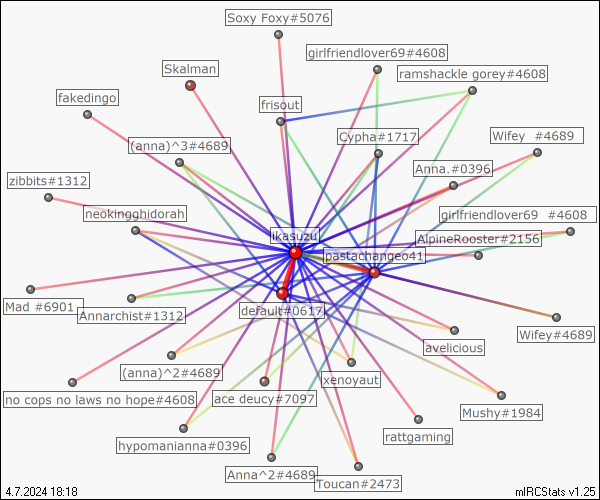 Soxy Foxy#5076
girlfriendlover69#4608
Skalman
ramshackle gorey#4608
fakedingo
frisout
Cypha#1717
Wifey  #4689
(anna)^3#4689
Anna.#0396
zibbits#1312
neokingghidorah
girlfriendlover69  #4608
ikasuzu
AlpineRooster#2156
pastachangeo41
Mad #6901
Annarchist#1312
default#0617
Wifey#4689
avelicious
(anna)^2#4689
xenoyaut
no cops no laws no hope#4608
ace deucy#7097
Mushy#1984
rattgaming
hypomanianna#0396
Anna^2#4689
Toucan#2473
4.7.2024 18:18
mIRCStats v1.25